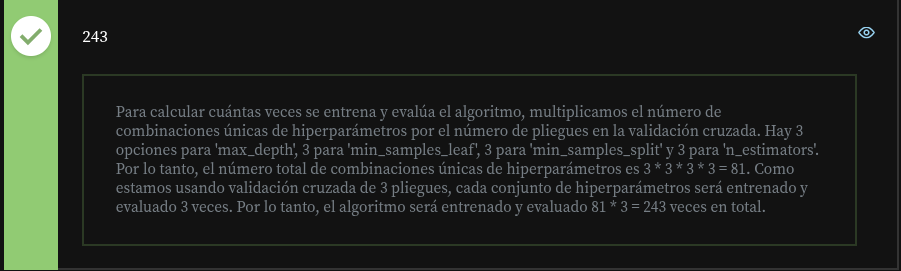 243
Para calcular cuántas veces se entrena y evalúa el algoritmo, multiplicamos el número de
combinaciones únicas de hiperparámetros por el número de pliegues en la validación cruzada. Hay 3
opciones para 'max_depth', 3 para 'min_samples_leaf', 3 para 'min_samples_split' y 3 para 'n_estimators'.
Por lo tanto, el número total de combinaciones únicas de hiperparámetros es 3 * 3 * 3 * 3 = 81. Como
estamos usando validación cruzada de 3 pliegues, cada conjunto de hiperparámetros será entrenado y
evaluado 3 veces. Por lo tanto, el algoritmo será entrenado y evaluado 81 * 3 = 243 veces en total.